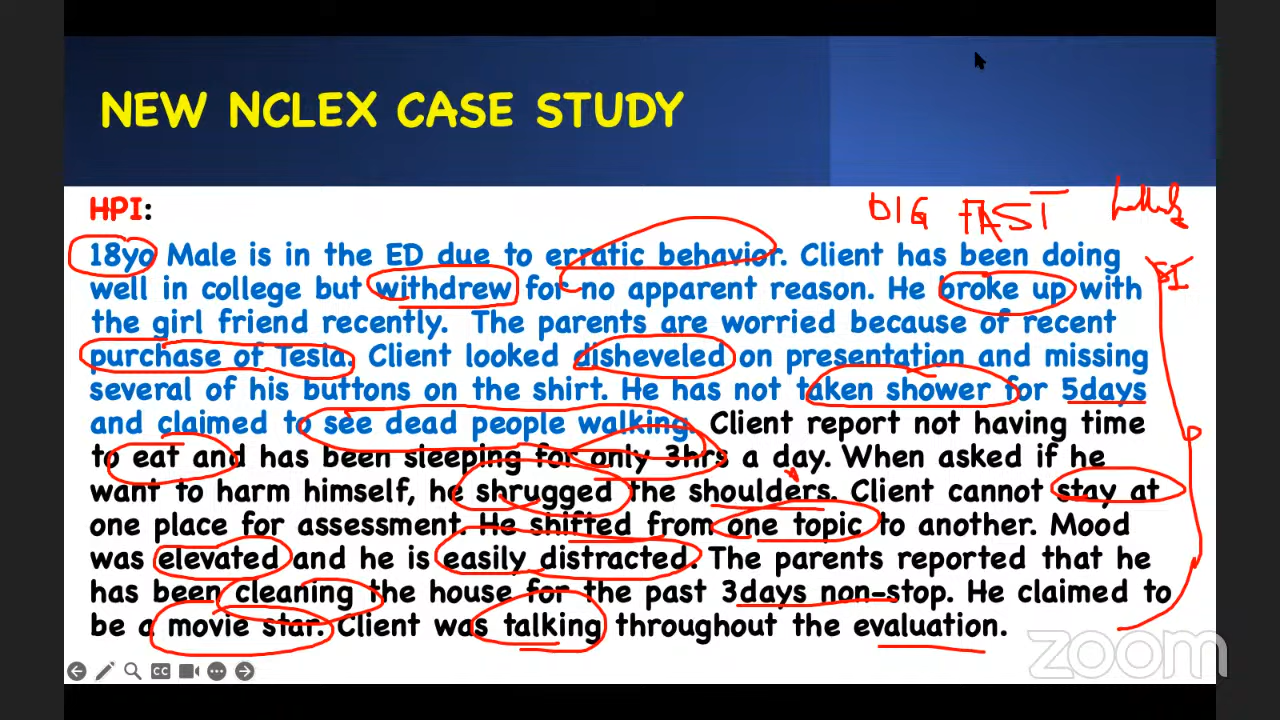 NEW NCLEX CASE STUDY
HPI:
DIG FAST
18yo Male is in the ED due to erratic behavior. Client has been doing
SI
well in college but withdrew for no apparent reason. He broke up with
the girl friend recently. The parents are worried because of recent
purchase of Tesla. Client looked disheveled on presentation and missing
several of his buttons on the shirt. He has not taken shower for 5days
and claimed to see dead people walking. Client report not having time
to eat and has been sleeping for only 3hrs a day. When asked if he
want to harm himself, he shrugged the shoulders. Client cannot stay at
one place for assessment. He shifted from one topic to another. Mood
was elevated and he is easily distracted. The parents reported that he
has been cleaning the house for the past 3days non-stop. He claimed to
be a movie star. Client was talking throughout the evaluation.
zoom
CC